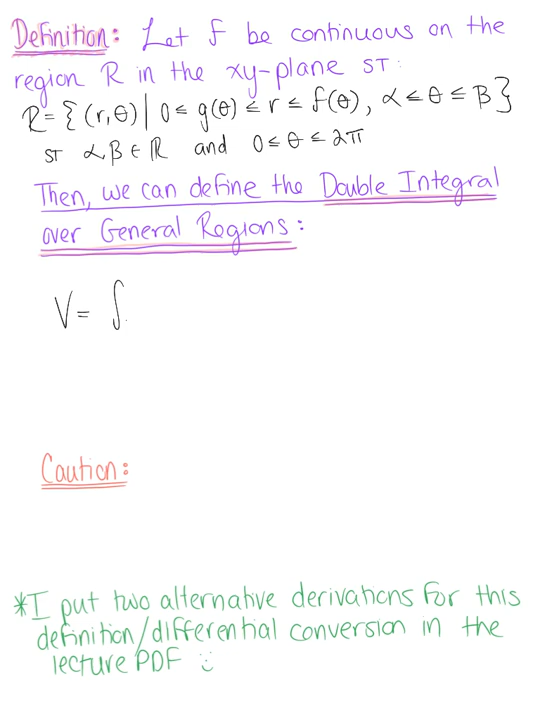 Definition: Let f be continuous on the
region R in the xy-plane ST:
R = { (r,θ) | 0 ≤ g(θ) ≤ r ≤ f(θ), α ≤ θ ≤ B }
ST α,B ∈ ℝ and 0 ≤ θ ≤ 2π
Then, we can define the Double Integral
over General Regions:
V = ∫
Caution:
*I put two alternative derivations for this
definition/differential conversion in the
lecture PDF ::)